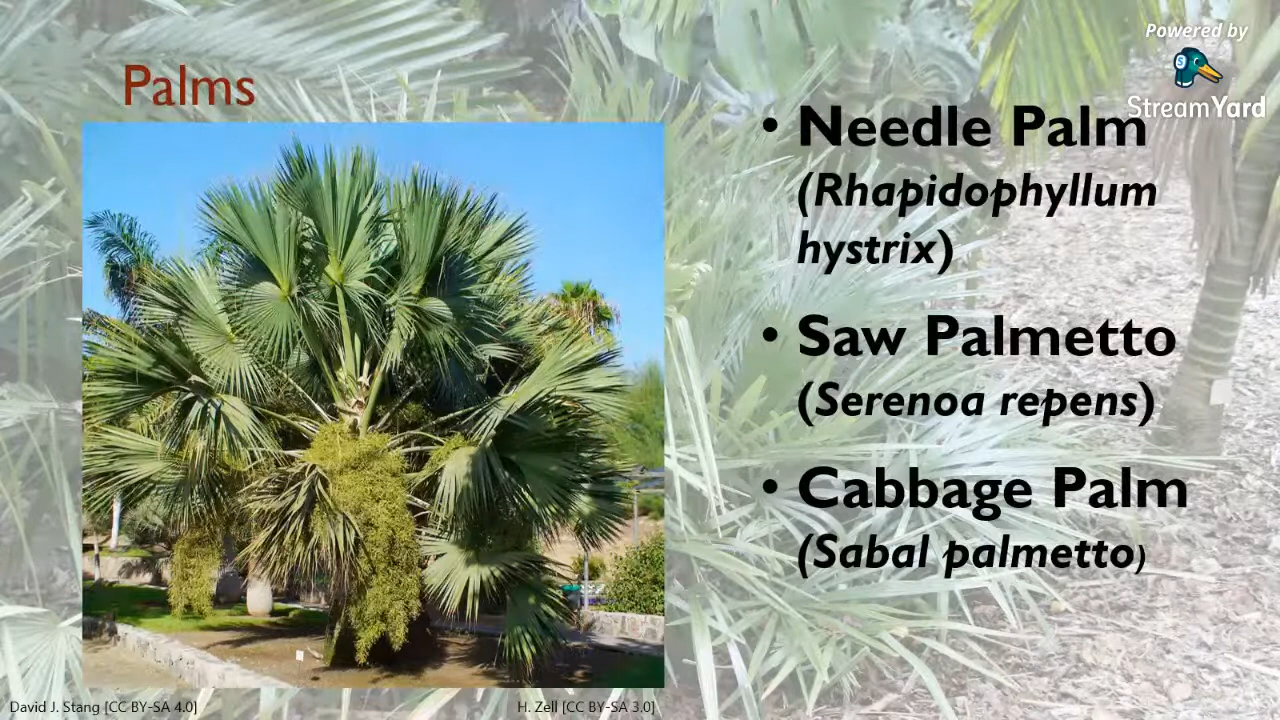 Powered by
StreamYard
Palms
• Needle Palm
(Rhapidophyllum
hystrix)
• Saw Palmetto
(Serenoa repens)
• Cabbage Palm
(Sabal palmetto)
David J. Stang [CC BY-SA 4.0]
H. Zell [CC BY-SA 3.0]